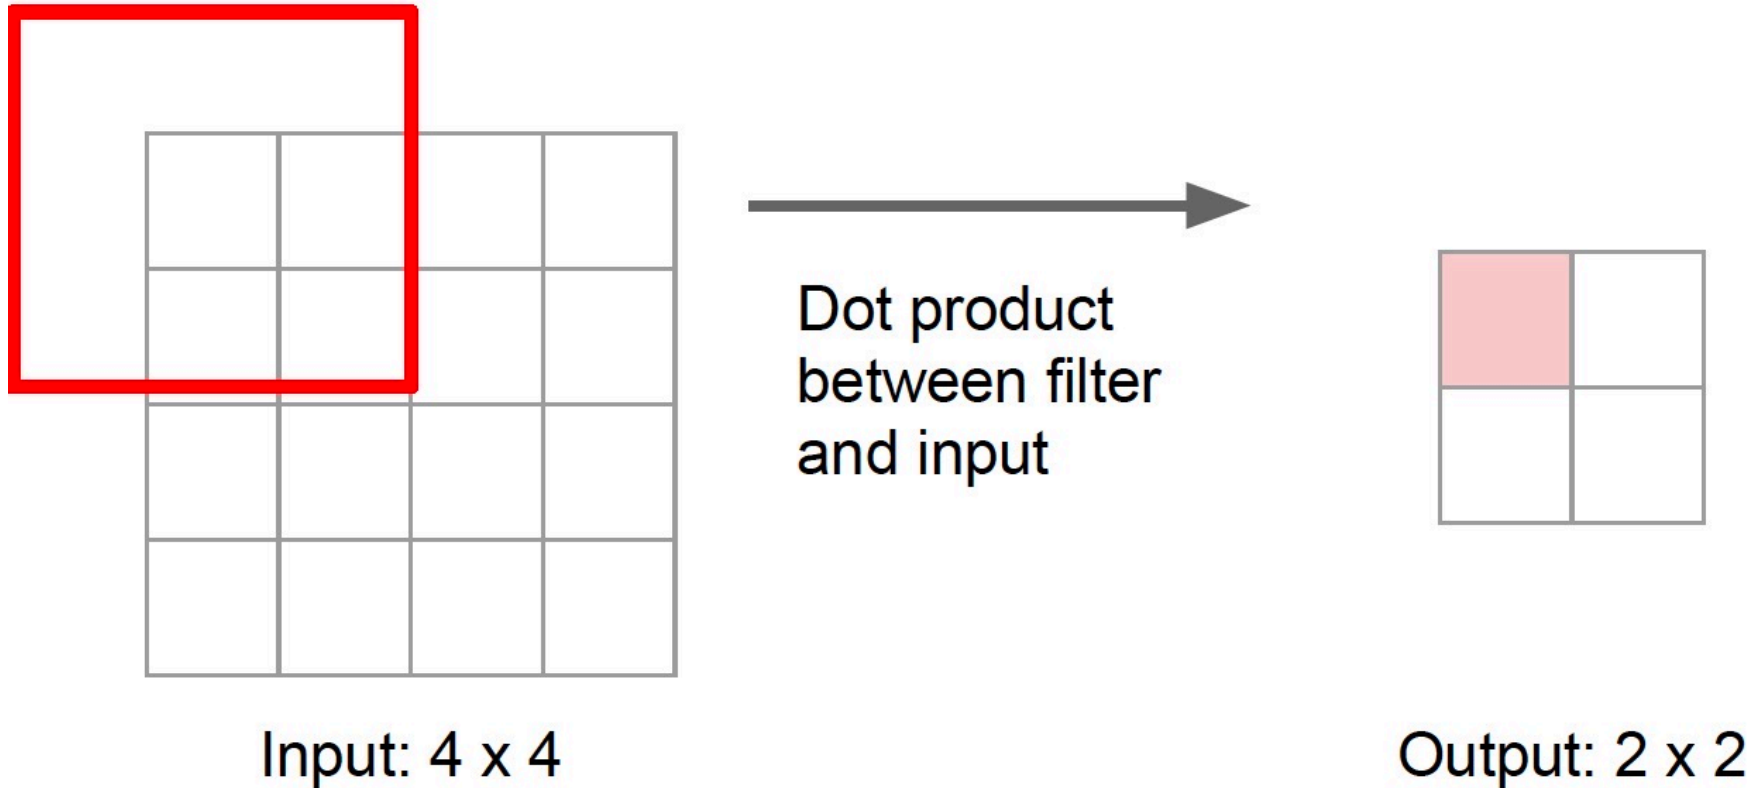 Dot product
between filter
and input
Input: 4 x 4
Output: 2 x 2